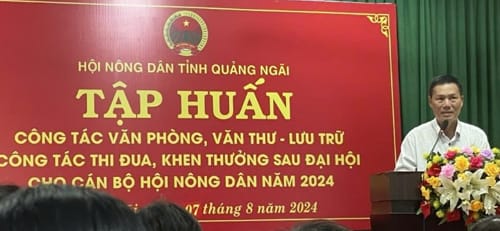 HỘI NÔNG DÂN TỈNH QUẢNG NGÃI
TẬP HUẤN
CÔNG TÁC VĂN PHÒNG, VĂN THƯ - LƯU TRỮ
CÔNG TÁC THI ĐUA, KHEN THƯỞNG SAU ĐẠI HỘI
CHO CÁN BỘ HỘI NÔNG DÂN NĂM 2024
07 - 8 năm 2024